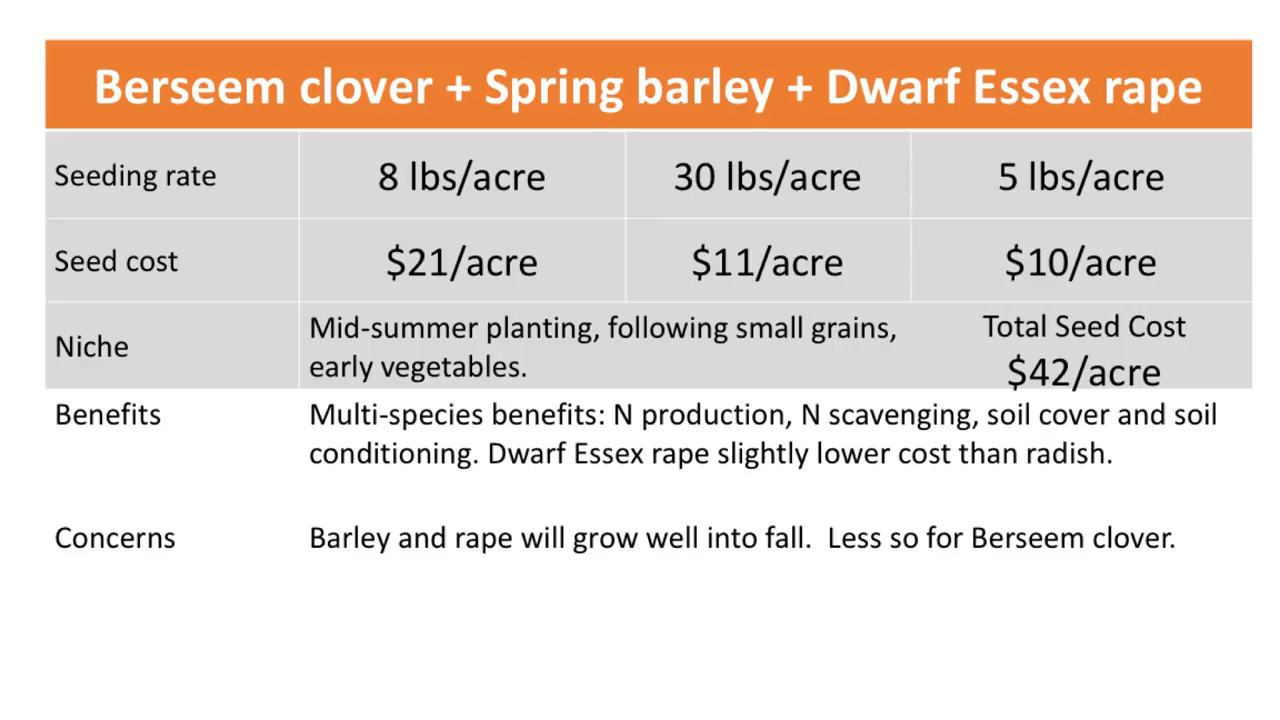 Berseem clover + Spring barley + Dwarf Essex rape
Seeding rate 8 lbs/acre 30 lbs/acre 5 lbs/acre
Seed cost $21/acre $11/acre $10/acre
Niche Mid-summer planting, following small grains,
early vegetables.
Total Seed Cost
$42/acre
Benefits Multi-species benefits: N production, N scavenging, soil cover and soil
conditioning. Dwarf Essex rape slightly lower cost than radish.
Concerns Barley and rape will grow well into fall.  Less so for Berseem clover.